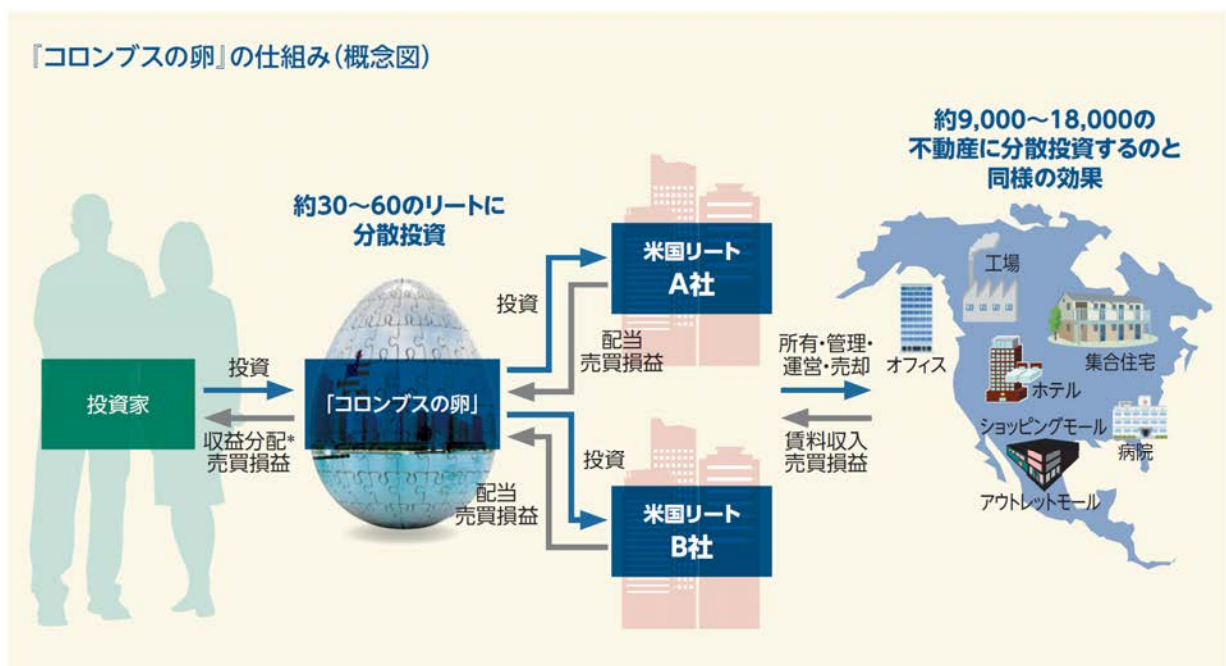 『コロンブスの卵』の仕組み(概念図)
約9,000～18,000の
不動産に分散投資するのと
同様の効果
約30～60のリートに
分散投資
投資家
投資
収益分配*
売買損益
「コロンブスの卵」
投資
配当
売買損益
米国リート
A社
投資
配当
売買損益
米国リート
B社
所有・管理・
運営・売却
賃料収入
売買損益
工場
オフィス
集合住宅
ホテル
ショッピングモール
病院
アウトレットモール